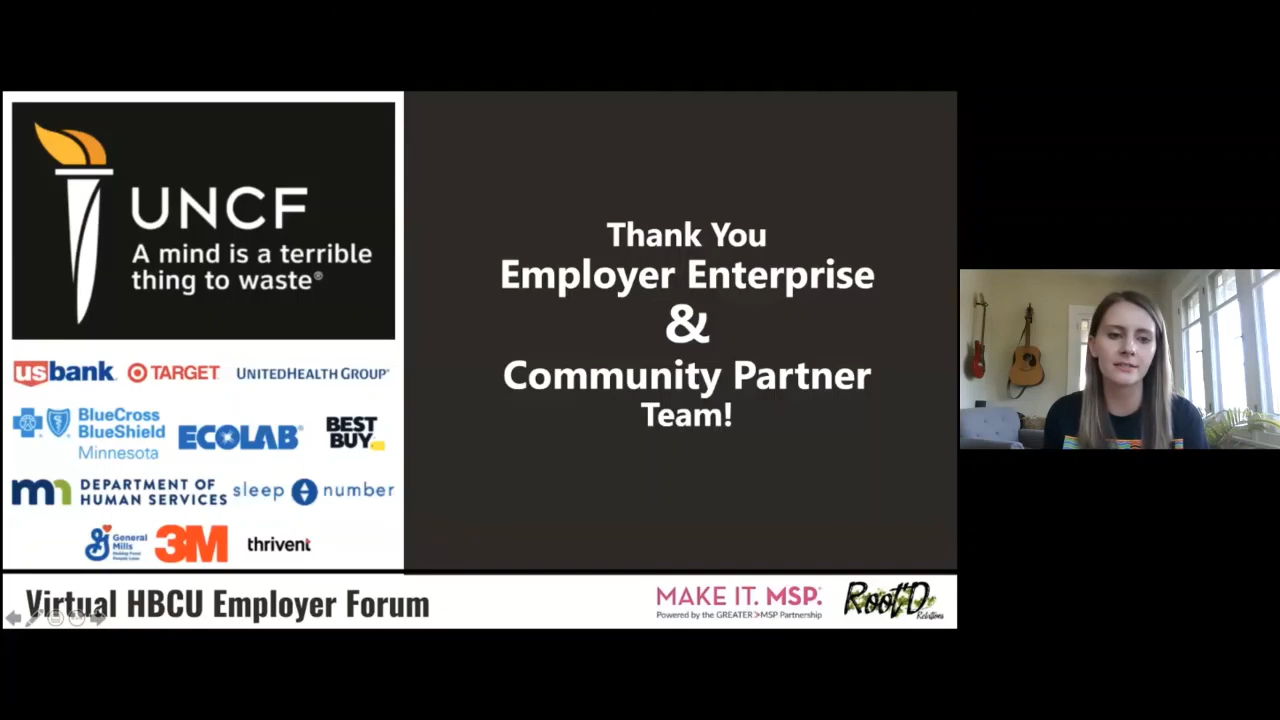 UNCF
A mind is a terrible
thing to waste®
usbank
TARGET
UNITEDHEALTH GROUP®
BlueCross
BlueShield
Minnesota
ECOLAB®
BEST
BUY
mn DEPARTMENT OF
HUMAN SERVICES
sleep number
General
Mills
3M
thrivent
Thank You
Employer Enterprise
&
Community Partner
Team!
Virtual HBCU Employer Forum
MAKE IT. MSP.
Powered by the GREATER>MSP Partnership
Root'D
Relations